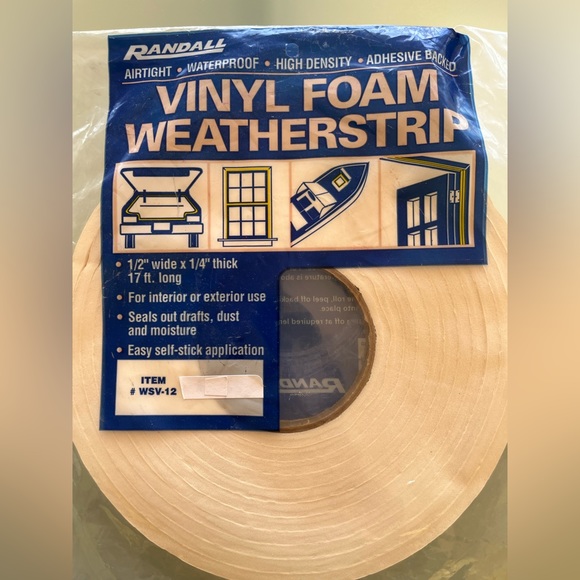 RANDALL
AIRTIGHT • WATERPROOF • HIGH DENSITY • ADHESIVE BACKED
VINYL FOAM
WEATHERSTRIP
• 1/2" wide x 1/4" thick
17 ft. long
• For interior or exterior use
• Seals out drafts, dust
and moisture
• Easy self-stick application
ITEM
# WSV-12
RANDALL